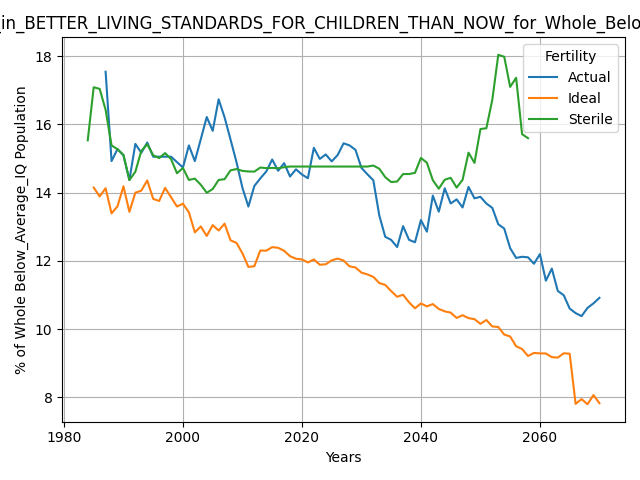 _in_BETTER_LIVING_STANDARDS_FOR_CHILDREN_THAN_NOW_for_Whole_Belo
Fertility
Actual
Ideal
Sterile
% of Whole Below_Average_IQ Population
18
16
14
12
10
8
1980
2000
2020
2040
2060
Years